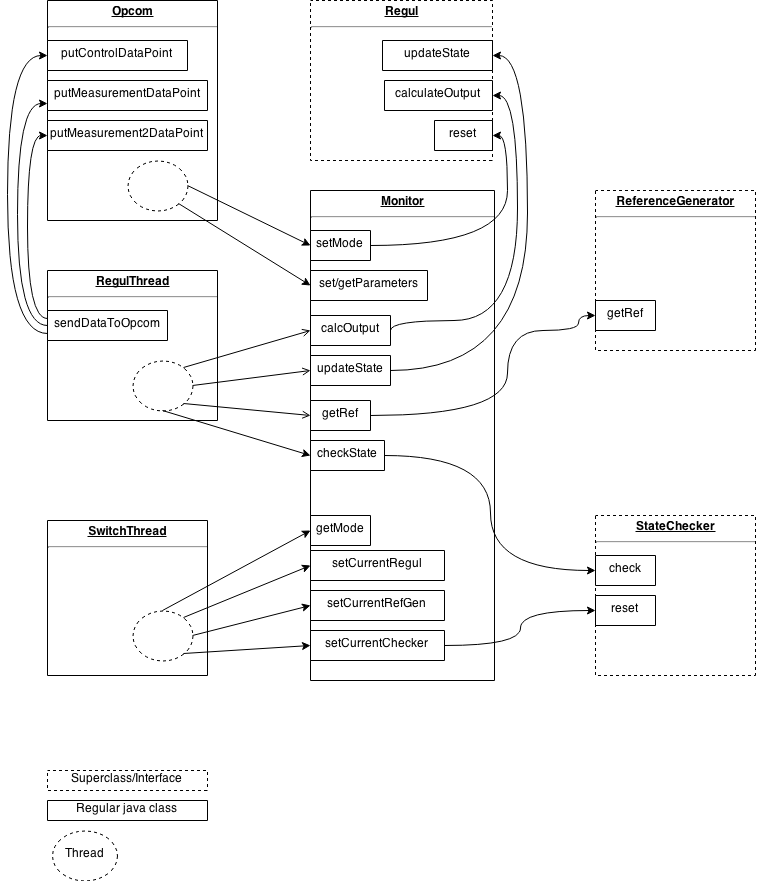 Opcom
putControlDataPoint
putMeasurementDataPoint
putMeasurement2DataPoint
Regul
updateState
calculateOutput
reset
Monitor
setMode
set/getParameters
calcOutput
updateState
getRef
checkState
getMode
setCurrentRegul
setCurrentRefGen
setCurrentChecker
ReferenceGenerator
getRef
RegulThread
sendDataToOpcom
SwitchThread
StateChecker
check
reset
Superclass/Interface
Regular java class
Thread